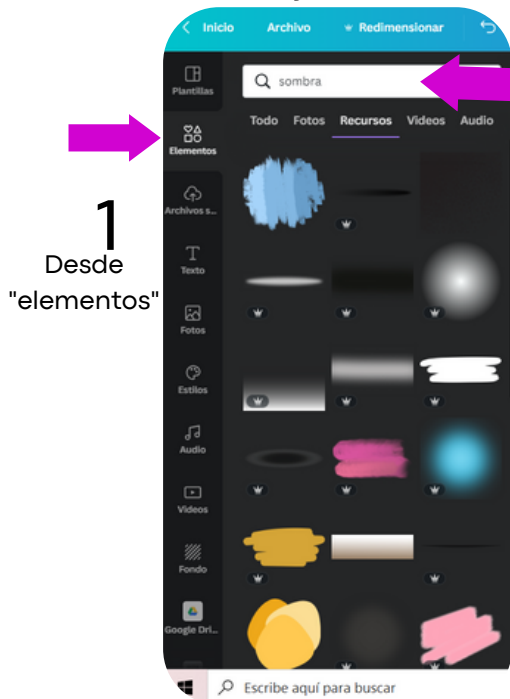 Inicio Archivo Redimensionar
Plantillas
sombra
Todo Fotos Recursos Videos Audio
Elementos
Archivos s...
1
Desde
"elementos"
Texto
Fotos
Estilos
Audio
Videos
Fondo
Google Dri...
Escribe aquí para buscar